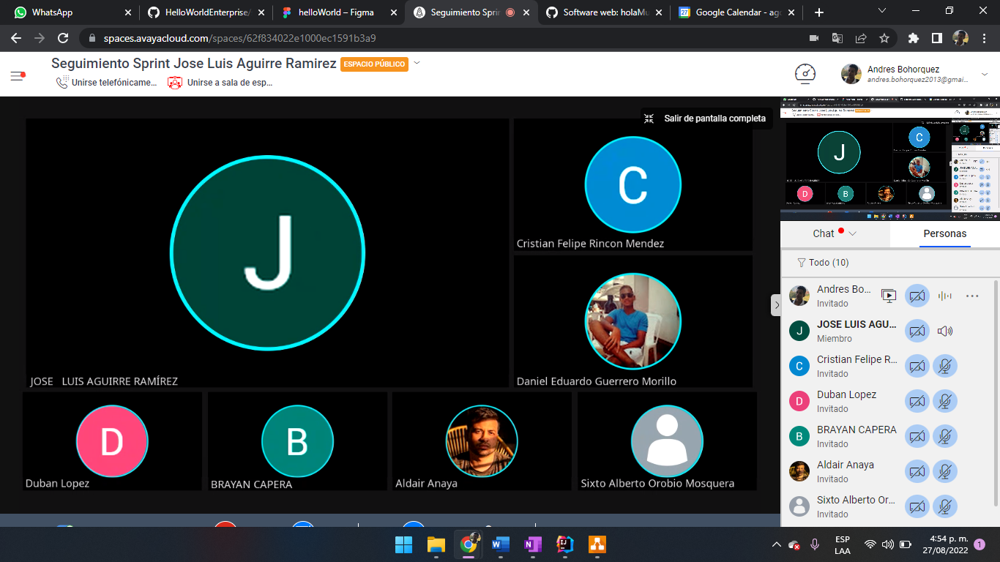 WhatsApp
HelloWorldEnterprise/
helloWorld – Figma
Seguimiento Sprin
Software web: holaMu
27
Google Calendar - ago
spaces.avayacloud.com/spaces/62f834022e1000ec1591b3a9
Seguimiento Sprint Jose Luis Aguirre Ramirez
ESPACIO PÚBLICO
Unirse telefónicame...
Unirse a sala de esp...
Andres Bohorquez
andres.bohorquez2013@gmai...
Salir de pantalla completa
J
JOSE LUIS AGUIRRE RAMÍREZ
C
Cristian Felipe Rincon Mendez
Daniel Eduardo Guerrero Morillo
D
Duban Lopez
B
BRAYAN CAPERA
Aldair Anaya
Sixto Alberto Orobio Mosquera
Chat
Personas
Todo (10)
Andres Bo...
Invitado
J
JOSE LUIS AGU...
Miembro
C
Cristian Felipe R...
Invitado
D
Duban Lopez
Invitado
B
BRAYAN CAPERA
Invitado
Aldair Anaya
Invitado
Sixto Alberto Or...
Invitado
W
N
IJ
ESP
LAA
4:54 p. m.
27/08/2022
1